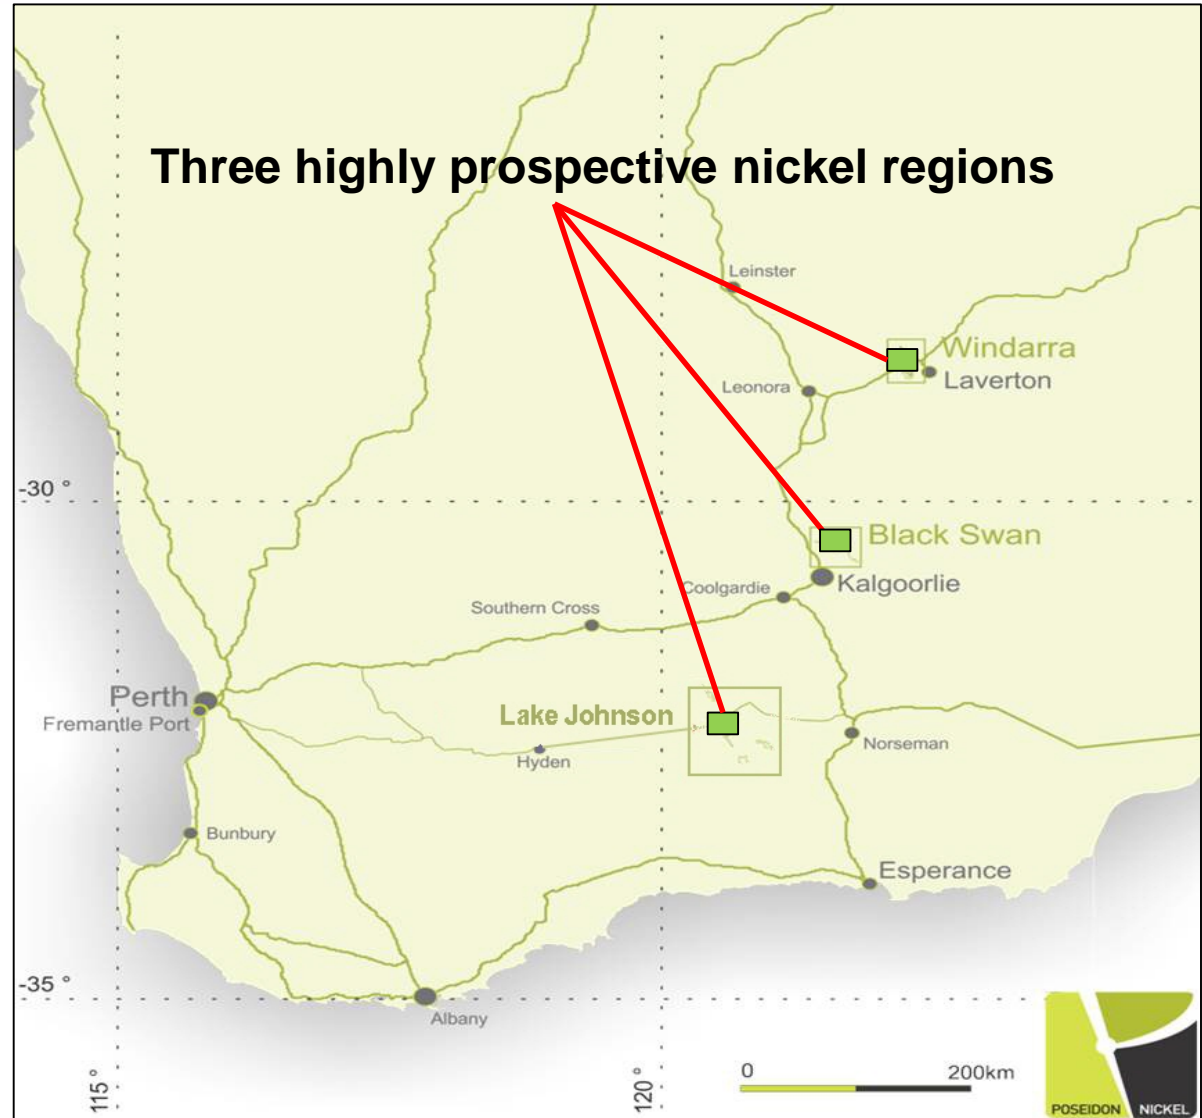 Three highly prospective nickel regions
Leinster
Windarra
Laverton
Leonora
-30 °
Black Swan
Kalgoorlie
Coolgardie
Southern Cross
Perth
Fremantle Port
Lake Johnson
Norseman
Hyden
Bunbury
Esperance
-35 °
Albany
115 °
120 °
0 200km
POSEIDON NICKEL